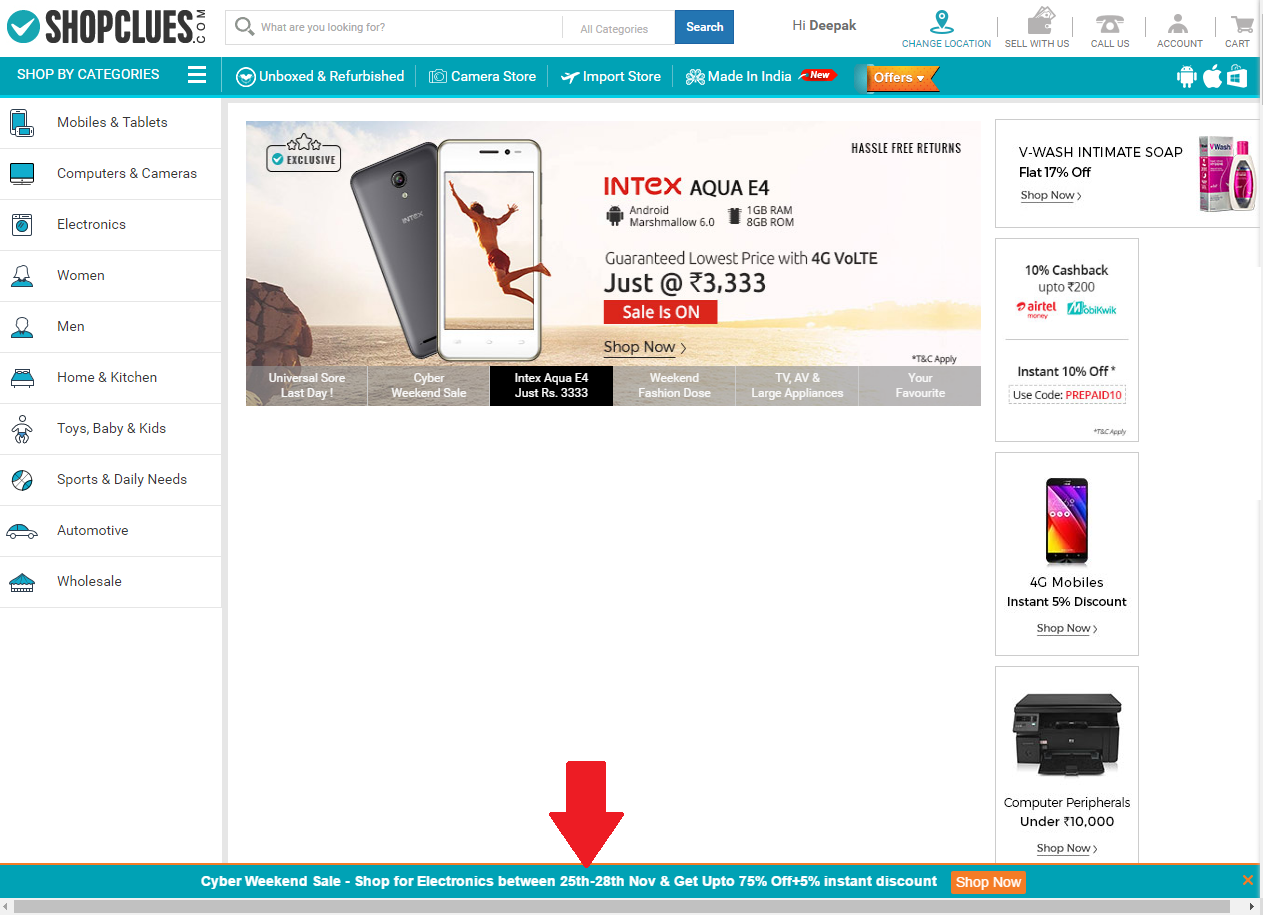 SHOPCLUES.COM
What are you looking for?
All Categories
Search
Hi Deepak
CHANGE LOCATION
SELL WITH US
CALL US
ACCOUNT
CART
SHOP BY CATEGORIES
Unboxed & Refurbished
Camera Store
Import Store
Made In India
New
Offers
Mobiles & Tablets
Computers & Cameras
Electronics
Women
Men
Home & Kitchen
Toys, Baby & Kids
Sports & Daily Needs
Automotive
Wholesale
EXCLUSIVE
INTEX
HASSLE FREE RETURNS
INTEX AQUA E4
Android
Marshmallow 6.0
1GB RAM
8GB ROM
Guaranteed Lowest Price with 4G VoLTE
Just @ ₹3,333
Sale Is ON
Shop Now
*T&C Apply
Universal Sore
Last Day !
Cyber
Weekend Sale
Intex Aqua E4
Just Rs. 3333
Weekend
Fashion Dose
TV, AV &
Large Appliances
Your
Favourite
V-WASH INTIMATE SOAP
Flat 17% Off
Shop Now
VWash
10% Cashback
upto ₹200
airtel
money
MobiKwik
Instant 10% Off*
Use Code: PREPAID10
*T&C Apply
4G Mobiles
Instant 5% Discount
Shop Now
Computer Peripherals
Under ₹10,000
Shop Now
Cyber Weekend Sale - Shop for Electronics between 25th-28th Nov & Get Upto 75% Off+5% instant discount
Shop Now